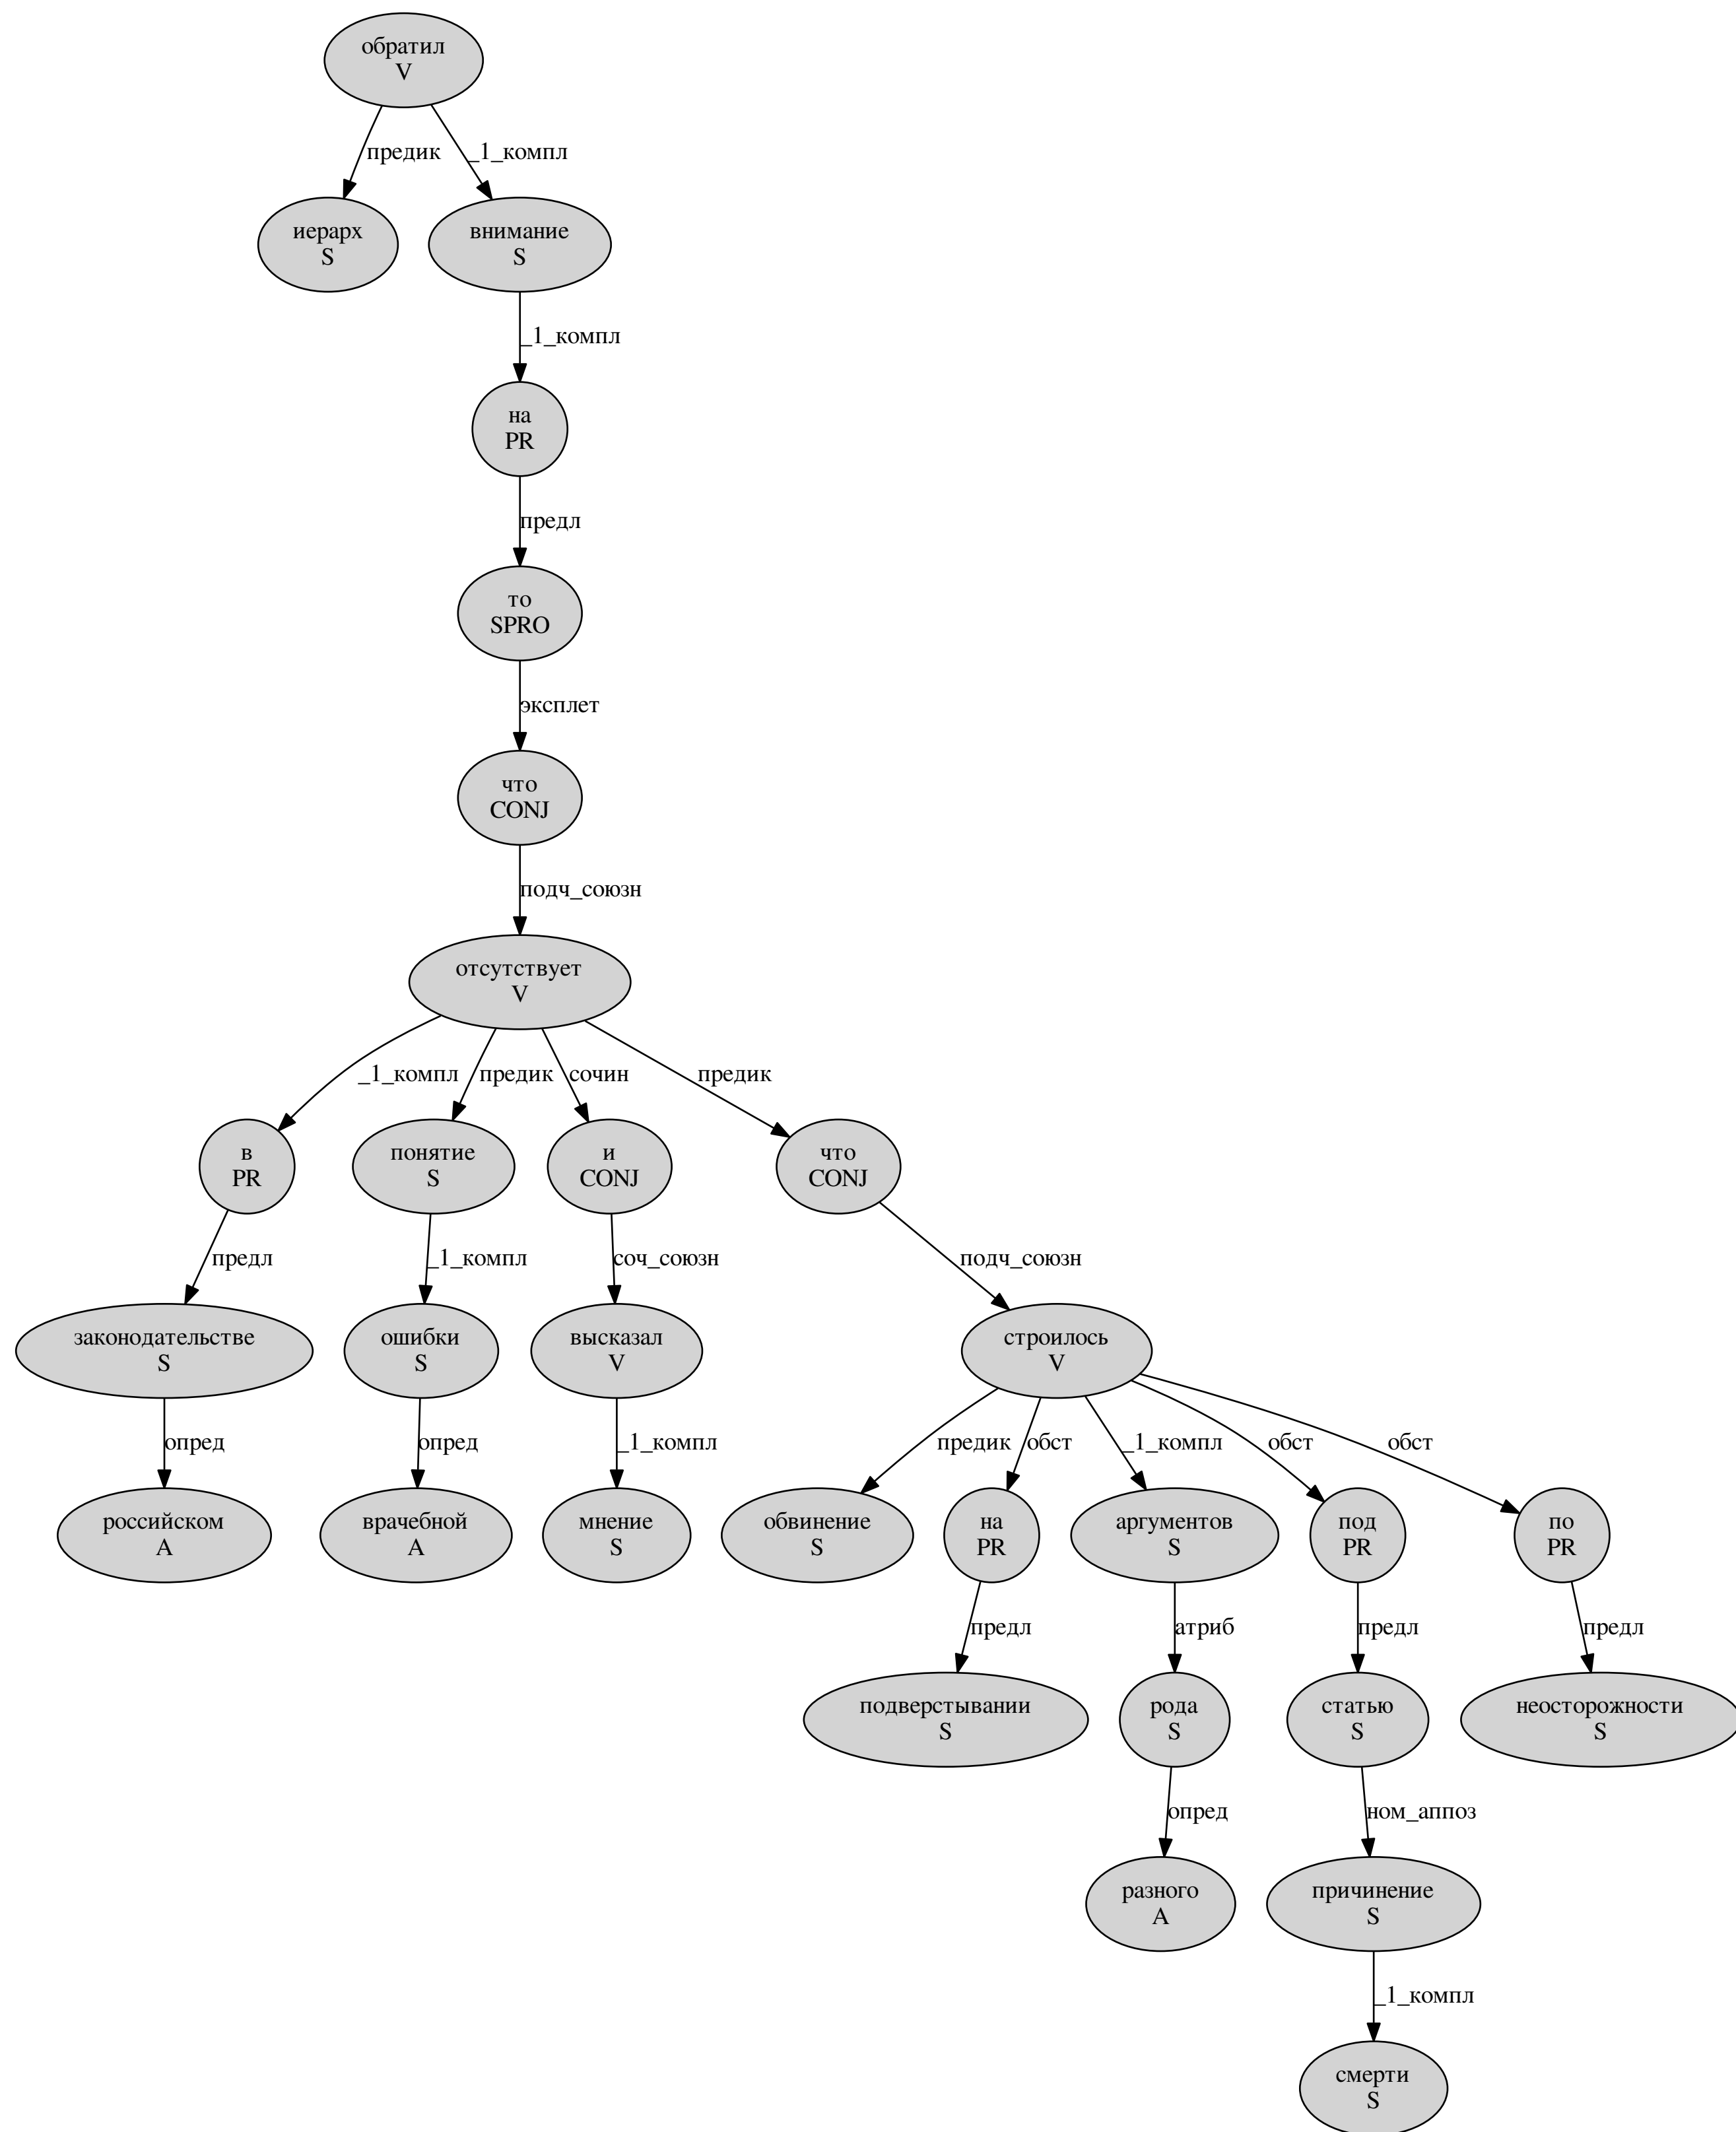 обратил
V
предик
_1_компл
иерарх
S
внимание
S
_1_компл
на
PR
предл
то
SPRO
эксплет
что
CONJ
подч_союзн
отсутствует
V
_1_компл
предик
сочин
предик
в
PR
понятие
S
и
CONJ
что
CONJ
предл
_1_компл
соч_союзн
подч_союзн
законодательстве
S
ошибки
S
высказал
V
строилось
V
опред
опред
_1_компл
предик
обст
_1_компл
обст
обст
российском
A
врачебной
A
мнение
S
обвинение
S
на
PR
аргументов
S
под
PR
по
PR
предл
атриб
предл
предл
подверстывании
S
рода
S
статью
S
неосторожности
S
опред
ном_аппоз
разного
A
причинение
S
_1_компл
смерти
S